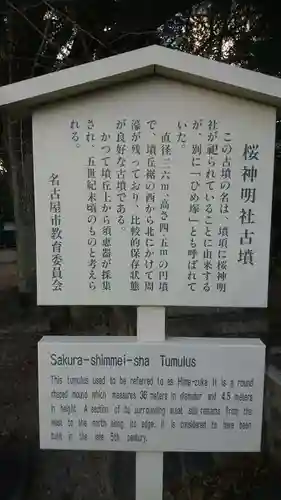 桜神明社古墳
この古墳の名は、墳頂に桜神明
社が祀られていることに由来する
が、別に「ひめ塚」とも呼ばれて
いた。
直径三六m、高さ四・五mの円墳
で、墳丘裾の西から北にかけて周
濠が残っており、比較的保存状態
が良好な古墳である。
かつて墳丘上から須恵器が採集
され、五世紀末頃のものと考えら
れる。
名古屋市教育委員会
Sakura-shimmei-sha Tumulus
This tumulus used to be referred to as Hime-zuka. It is a round
shaped mound which measures 36 meters in diameter and 4.5 meters
in height. A section of its surrounding moat still remains from the
west to the north along its edge. It is considered to have been
built in the late 5th century.